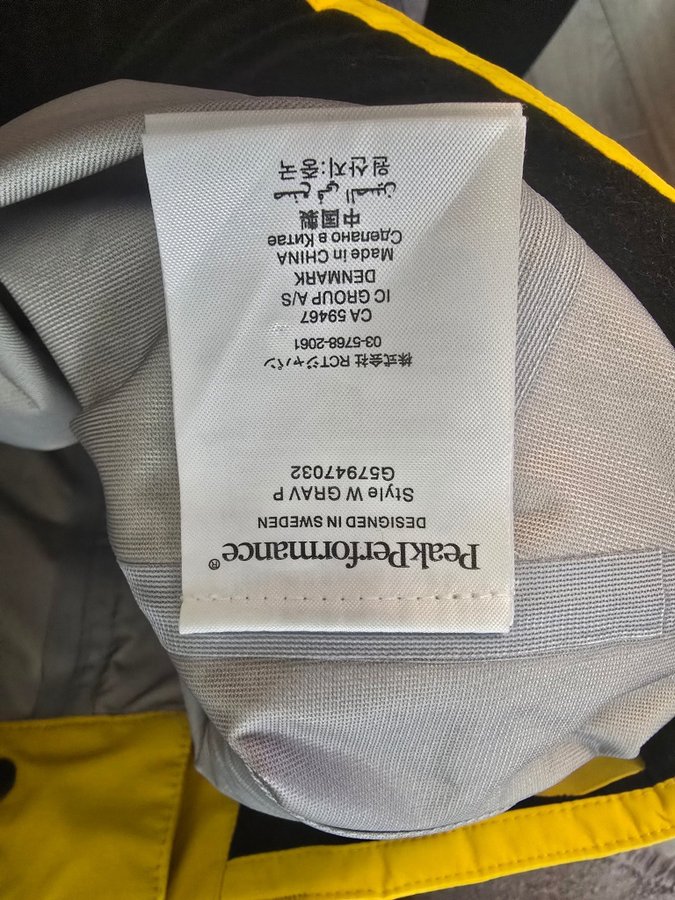 PeakPerformance®
DESIGNED IN SWEDEN
Style W GRAV P
G57947032
株式会社 RCTジャパン
03-5768-2061
CA 59467
IC GROUP A/S
DENMARK
Made in CHINA
Сделано в Китае
中国製
صنع في الصين
원산지:중국